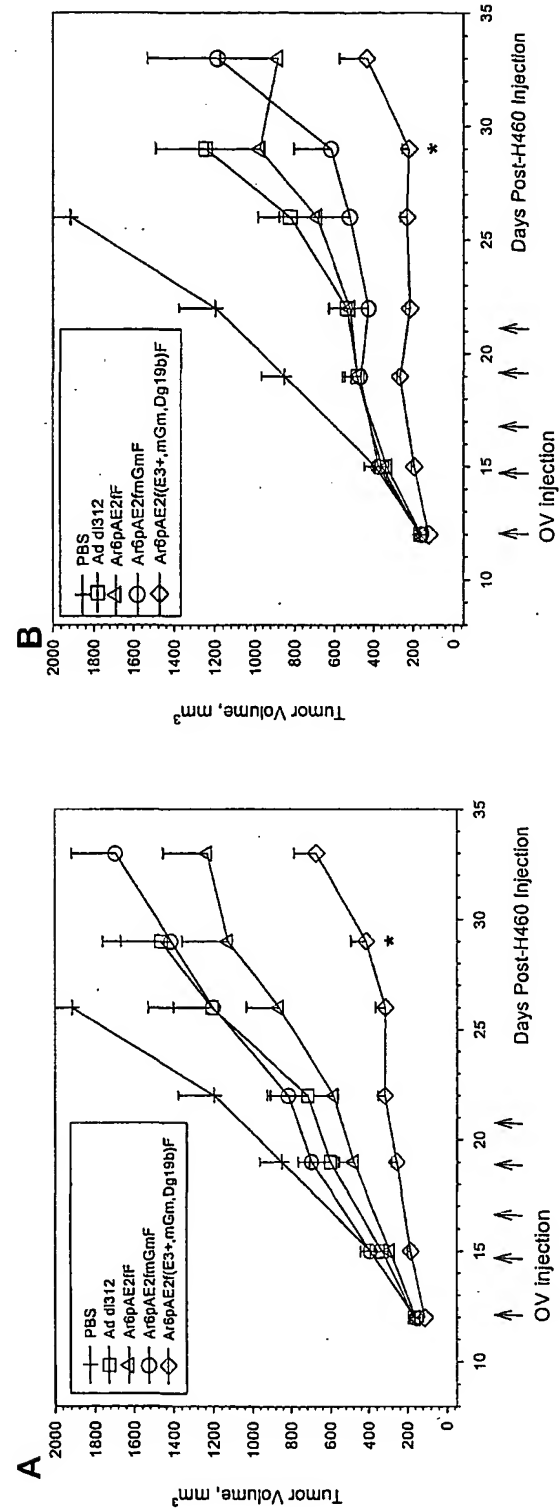 A
2000
1800
1600
1400
1200
1000
800
600
400
200
0
Tumor Volume, mm³
PBS
Ad dl312
Ar6pAE2fF
Ar6pAE2fmGmF
Ar6pAE2f(E3+,mGm,Dg19b)F
*
10
15
20
25
30
35
OV injection
Days Post-H460 Injection
B
2000
1800
1600
1400
1200
1000
800
600
400
200
0
Tumor Volume, mm³
PBS
Ad dl312
Ar6pAE2fF
Ar6pAE2fmGmF
Ar6pAE2f(E3+,mGm,Dg19b)F
*
10
15
20
25
30
35
OV injection
Days Post-H460 Injection